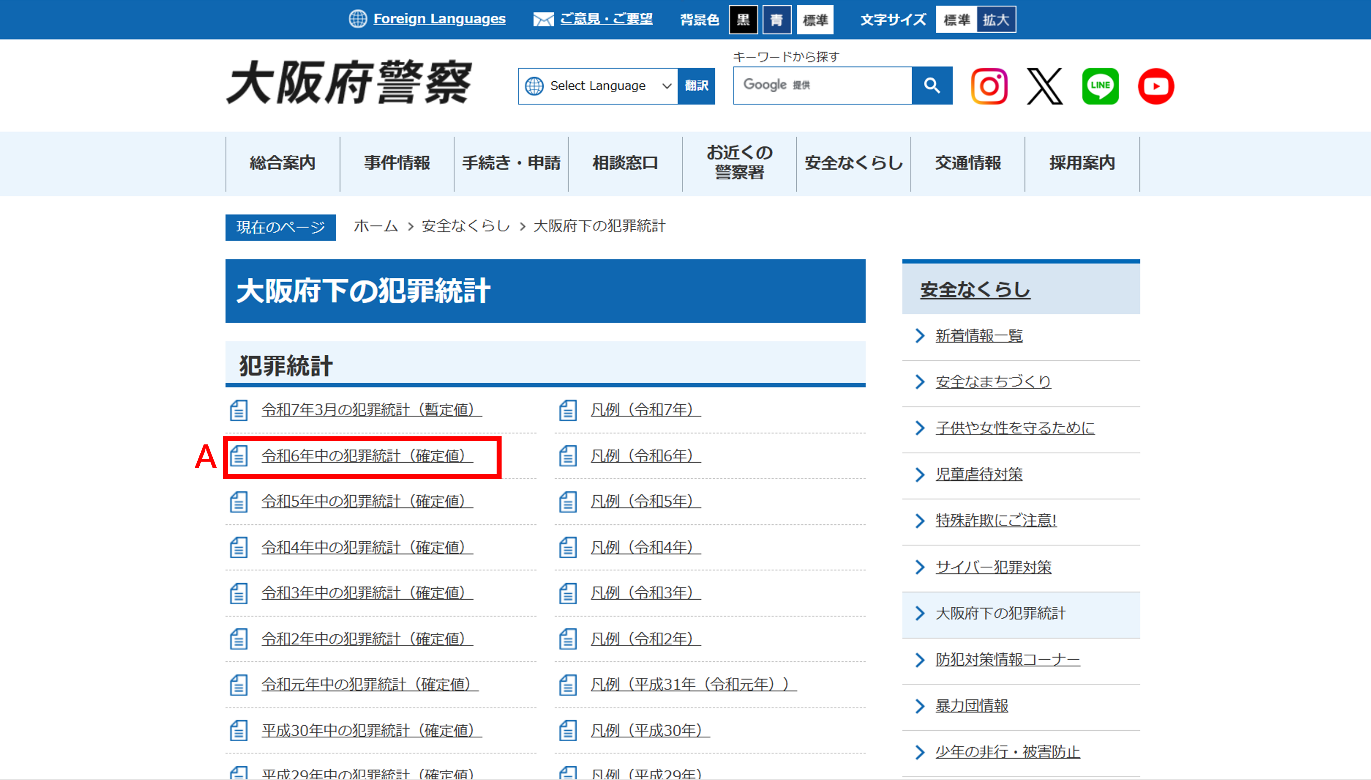 Foreign Languages ご意見・ご要望 背景色 黒 青 標準 文字サイズ 標準 拡大
大阪府警察
Select Language 翻訳
キーワードから探す
Google 提供
LINE
総合案内 事件情報 手続き・申請 相談窓口 お近くの警察署 安全なくらし 交通情報 採用案内
現在のページ ホーム 安全なくらし 大阪府下の犯罪統計
大阪府下の犯罪統計
犯罪統計
令和7年3月の犯罪統計（暫定値） 凡例（令和7年）
A 令和6年中の犯罪統計（確定値） 凡例（令和6年）
令和5年中の犯罪統計（確定値） 凡例（令和5年）
令和4年中の犯罪統計（確定値） 凡例（令和4年）
令和3年中の犯罪統計（確定値） 凡例（令和3年）
令和2年中の犯罪統計（確定値） 凡例（令和2年）
令和元年中の犯罪統計（確定値） 凡例（平成31年（令和元年））
平成30年中の犯罪統計（確定値） 凡例（平成30年）
平成29年中の犯罪統計（確定値） 凡例（平成29年）
安全なくらし
新着情報一覧
安全なまちづくり
子供や女性を守るために
児童虐待対策
特殊詐欺にご注意!
サイバー犯罪対策
大阪府下の犯罪統計
防犯対策情報コーナー
暴力団情報
少年の非行・被害防止